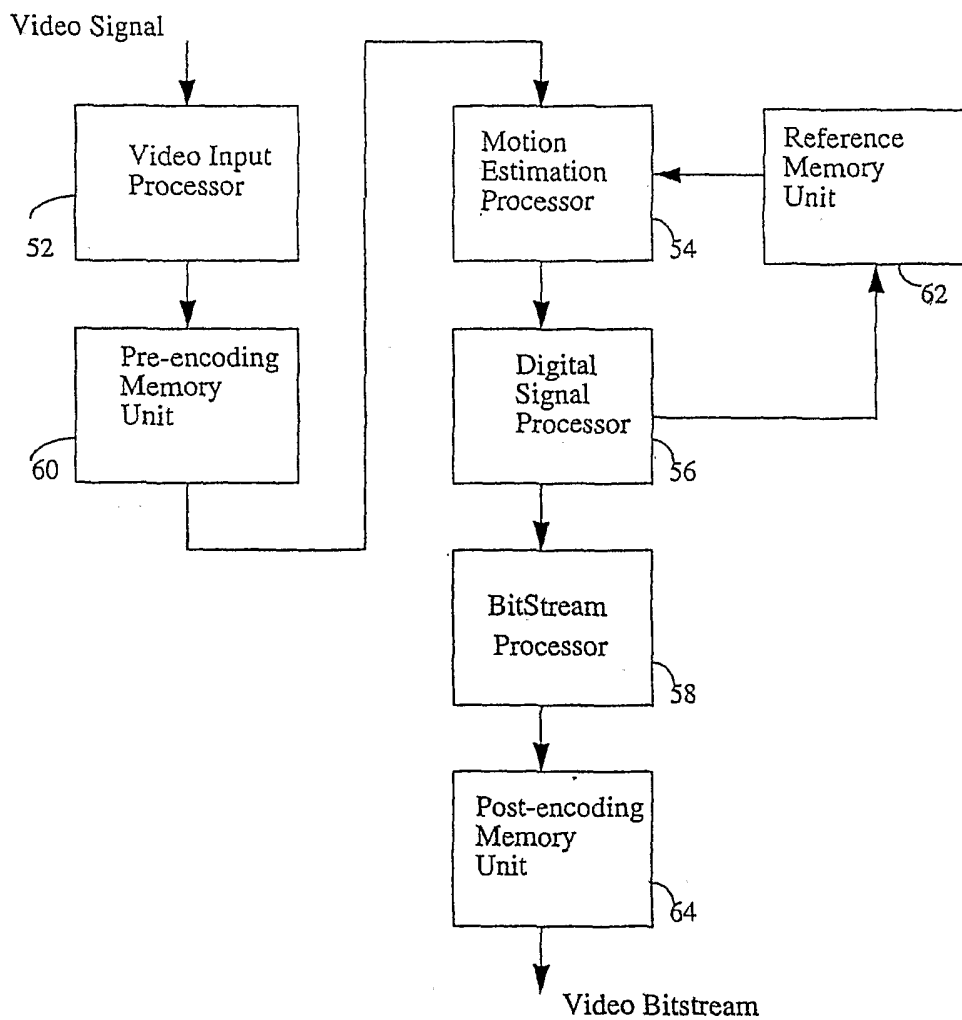 Video Signal
Video Input
Processor
52
Pre-encoding
Memory
Unit
60
Motion
Estimation
Processor
54
Reference
Memory
Unit
62
Digital
Signal
Processor
56
BitStream
Processor
58
Post-encoding
Memory
Unit
64
Video Bitstream